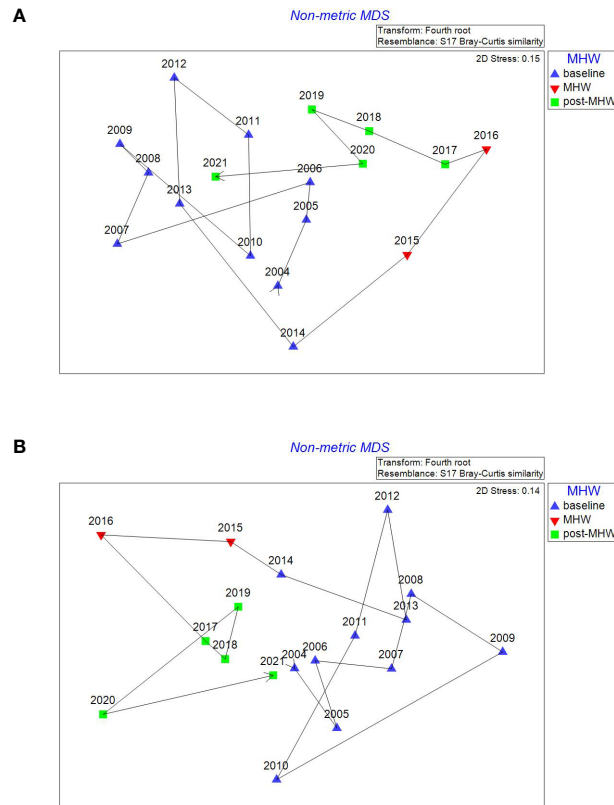 A
Non-metric MDS
Transform: Fourth root
Resemblance: S17 Bray-Curtis similarity
2D Stress: 0.15
MHW
baseline
MHW
post-MHW
2012
2019
2018
2011
2016
2009
2020
2017
2008
2021
2006
2013
2005
2007
2010
2015
2004
2014
B
Non-metric MDS
Transform: Fourth root
Resemblance: S17 Bray-Curtis similarity
2D Stress: 0.14
MHW
baseline
MHW
post-MHW
2012
2016
2015
2014
2008
2019
2013
2011
2017
2009
2018
2006
2004
2007
2021
2020
2005
2010